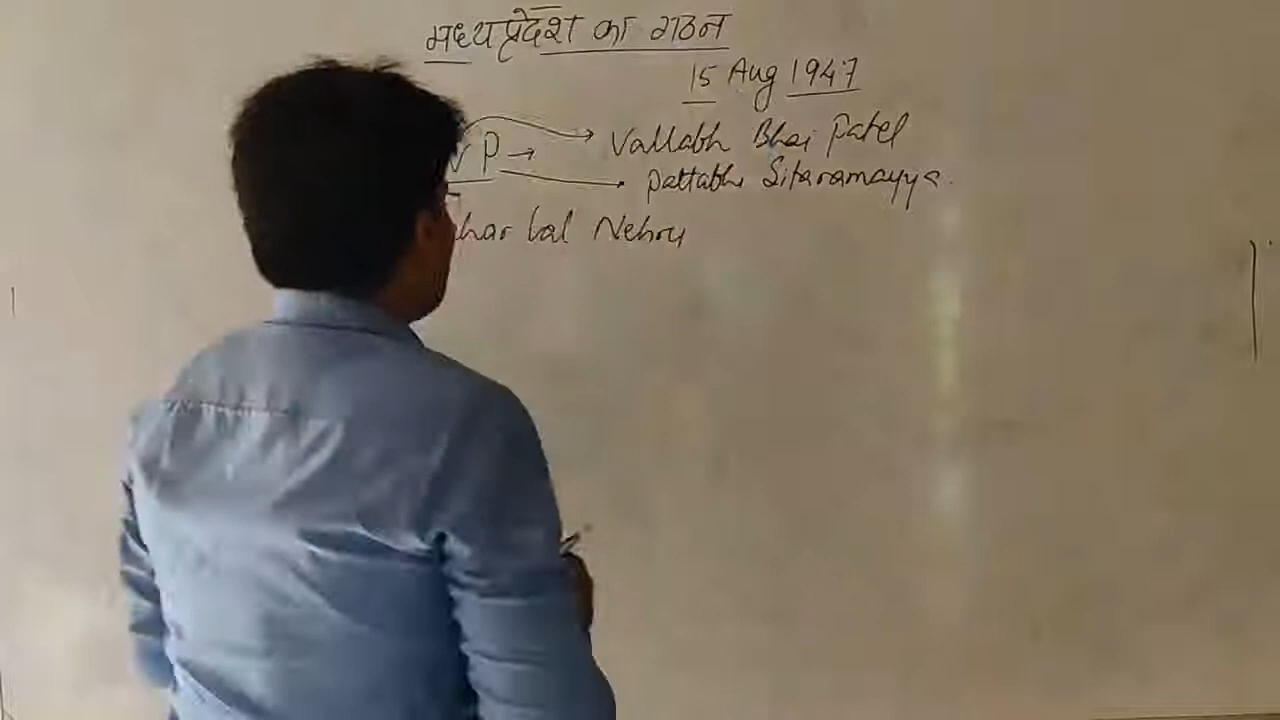 मध्यप्रदेश का गठन
15 Aug 1947
V P → Vallabh Bhai Patel
Pattabhi Sitaramayya.
har Lal Nehru